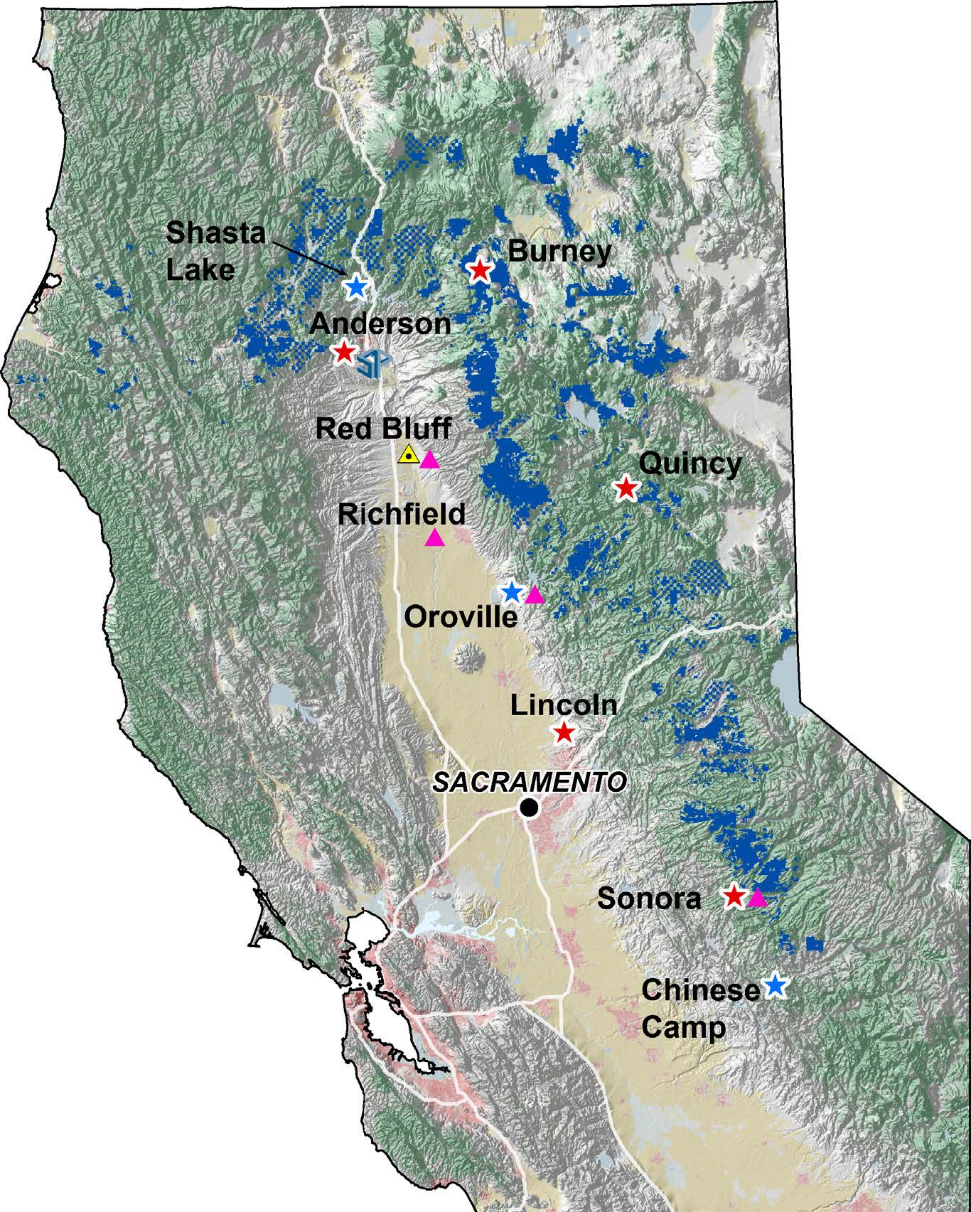 Shasta
Lake
Burney
Anderson
Red Bluff
Quincy
Richfield
Oroville
Lincoln
SACRAMENTO
Sonora
Chinese
Camp